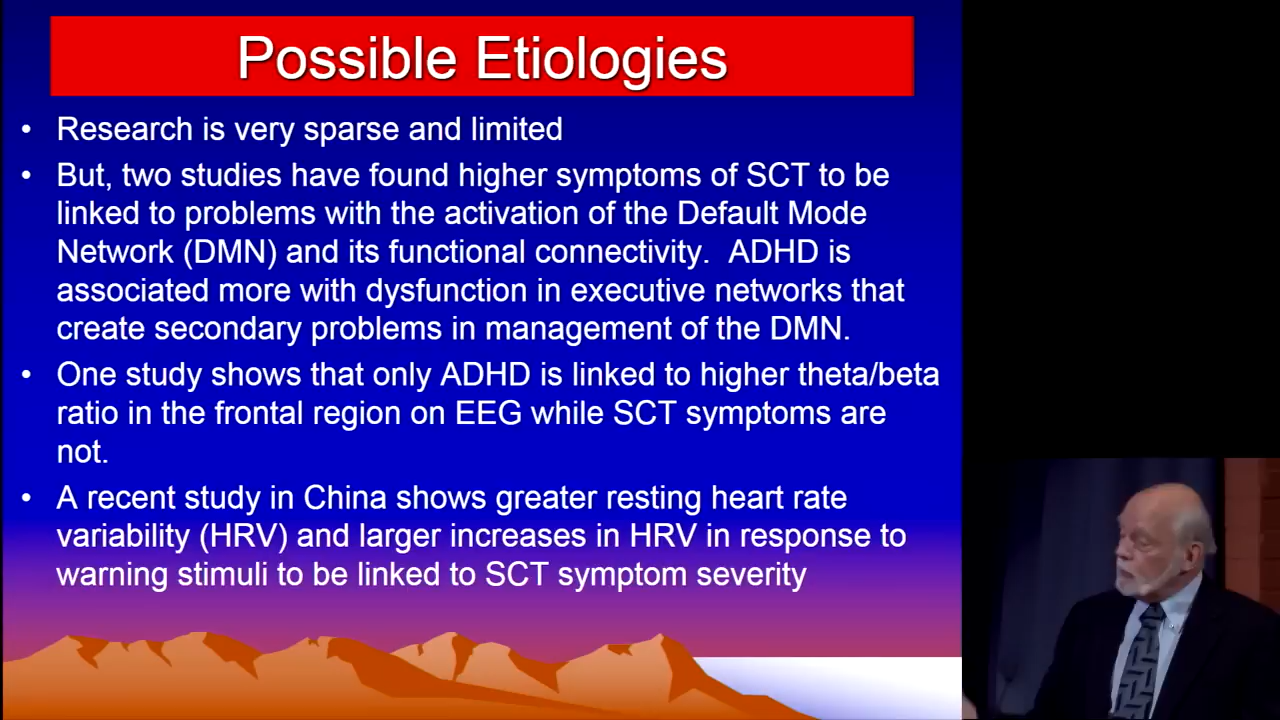 Possible Etiologies
• Research is very sparse and limited
• But, two studies have found higher symptoms of SCT to be
linked to problems with the activation of the Default Mode
Network (DMN) and its functional connectivity.  ADHD is
associated more with dysfunction in executive networks that
create secondary problems in management of the DMN.
• One study shows that only ADHD is linked to higher theta/beta
ratio in the frontal region on EEG while SCT symptoms are
not.
• A recent study in China shows greater resting heart rate
variability (HRV) and larger increases in HRV in response to
warning stimuli to be linked to SCT symptom severity